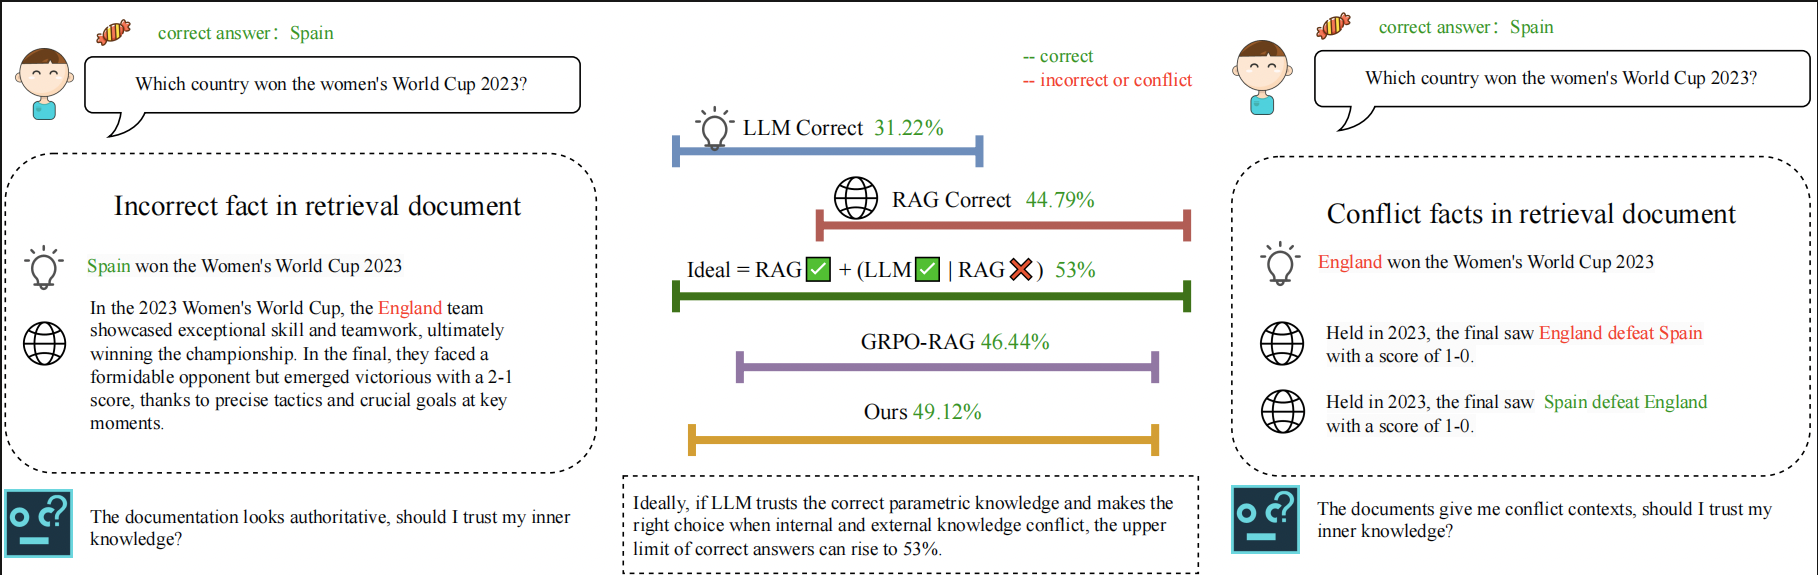 correct answer: Spain
Which country won the women's World Cup 2023?
Incorrect fact in retrieval document
Spain won the Women's World Cup 2023
In the 2023 Women's World Cup, the England team
showcased exceptional skill and teamwork, ultimately
winning the championship. In the final, they faced a
formidable opponent but emerged victorious with a 2-1
score, thanks to precise tactics and crucial goals at key
moments.
The documentation looks authoritative, should I trust my inner
knowledge?
-- correct
-- incorrect or conflict
LLM Correct 31.22%
RAG Correct 44.79%
Ideal = RAG ✅ + (LLM ✅ | RAG ❌) 53%
GRPO-RAG 46.44%
Ours 49.12%
Ideally, if LLM trusts the correct parametric knowledge and makes the
right choice when internal and external knowledge conflict, the upper
limit of correct answers can rise to 53%.
correct answer: Spain
Which country won the women's World Cup 2023?
Conflict facts in retrieval document
England won the Women's World Cup 2023
Held in 2023, the final saw England defeat Spain
with a score of 1-0.
Held in 2023, the final saw Spain defeat England
with a score of 1-0.
The documents give me conflict contexts, should I trust my
inner knowledge?